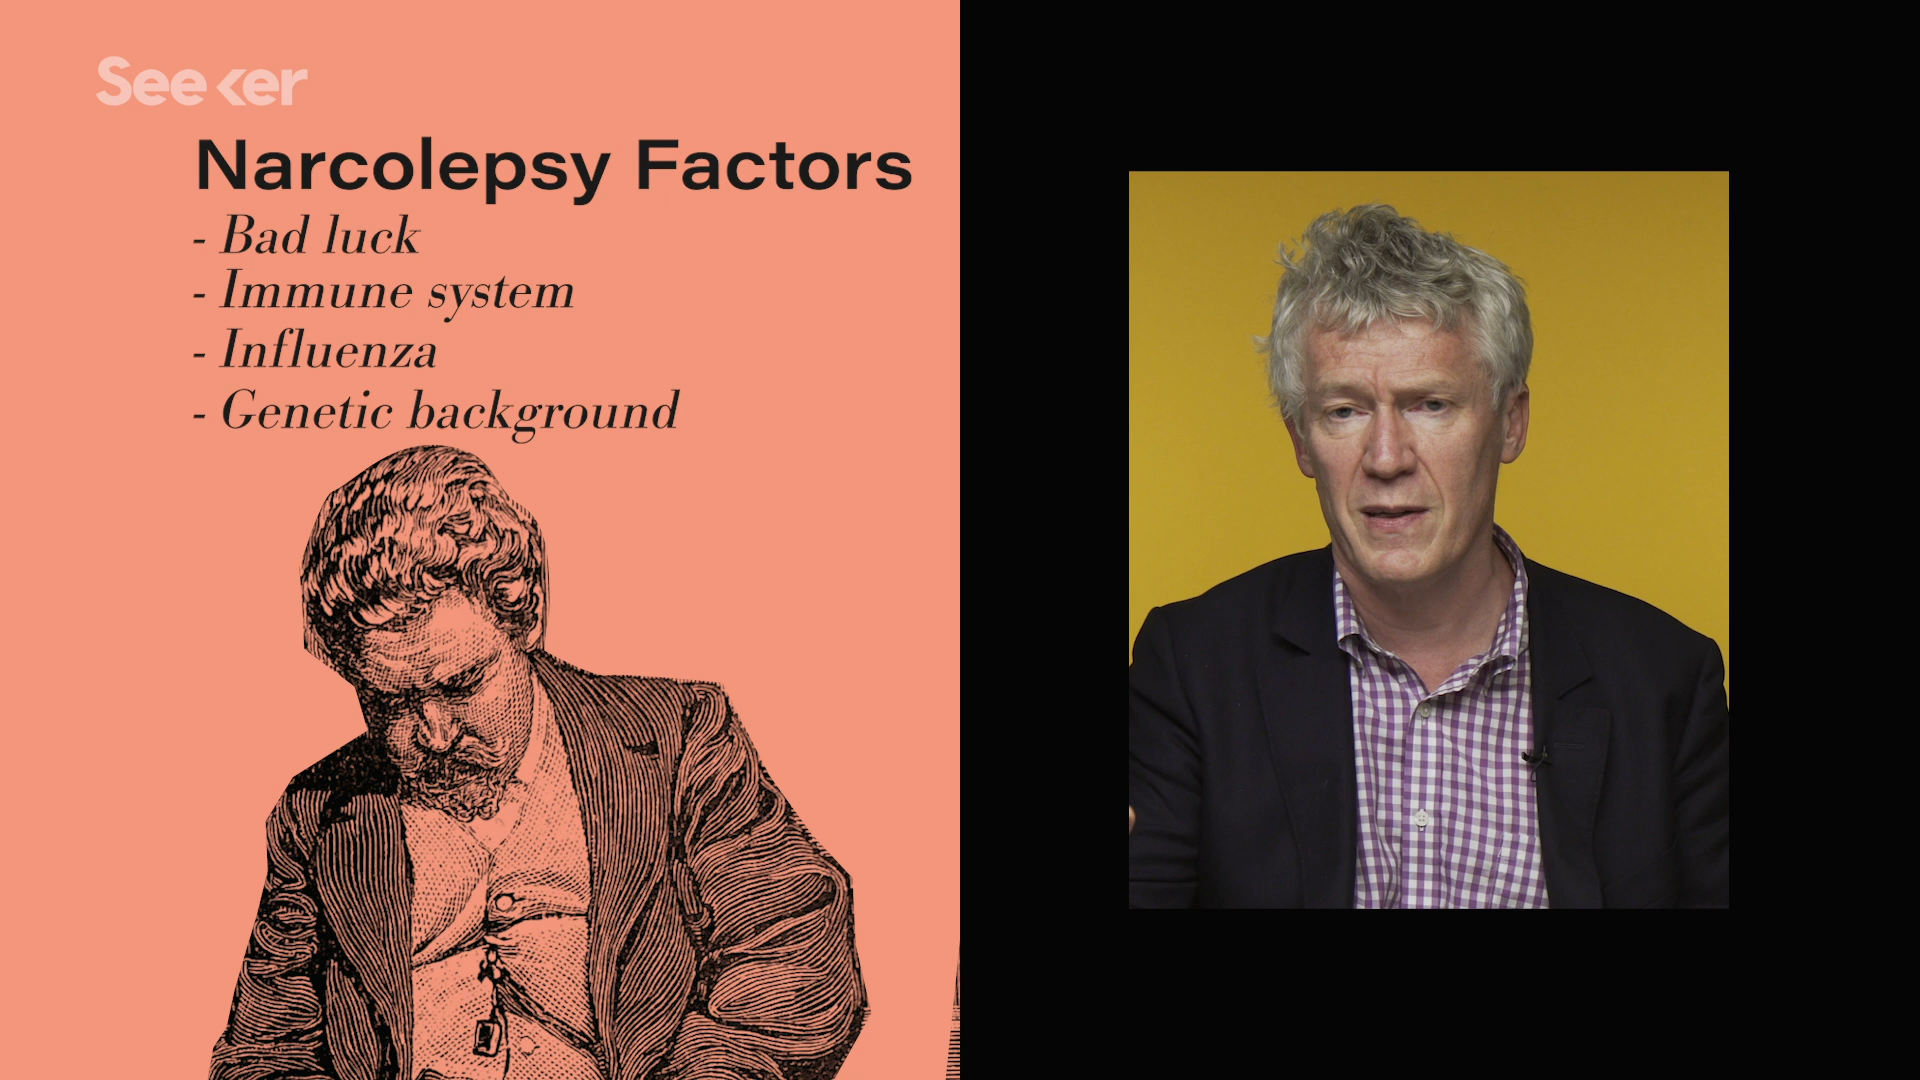 Seeker
Narcolepsy Factors
- Bad luck
- Immune system
- Influenza
- Genetic background